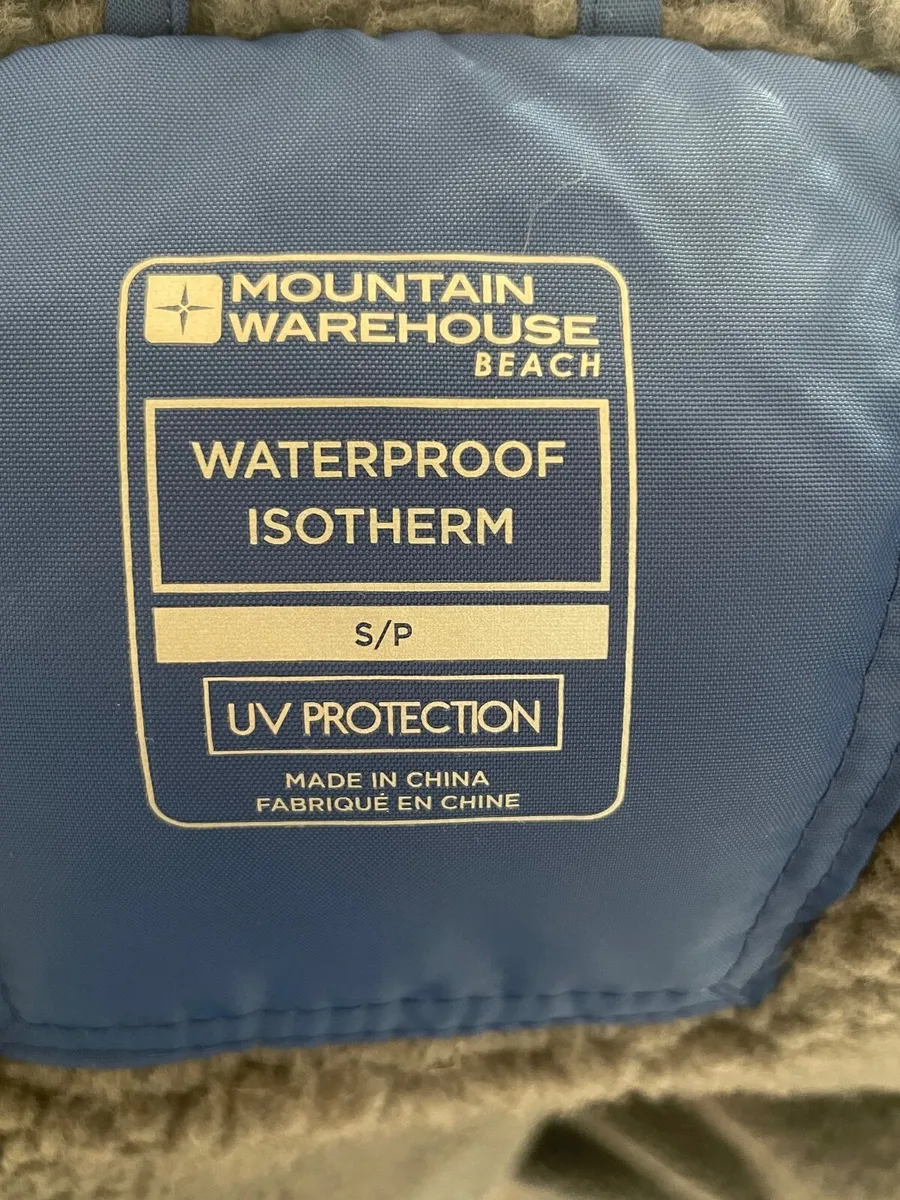 MOUNTAIN
WAREHOUSE
BEACH
WATERPROOF
ISOTHERM
S/P
UV PROTECTION
MADE IN CHINA
FABRIQUÉ EN CHINE